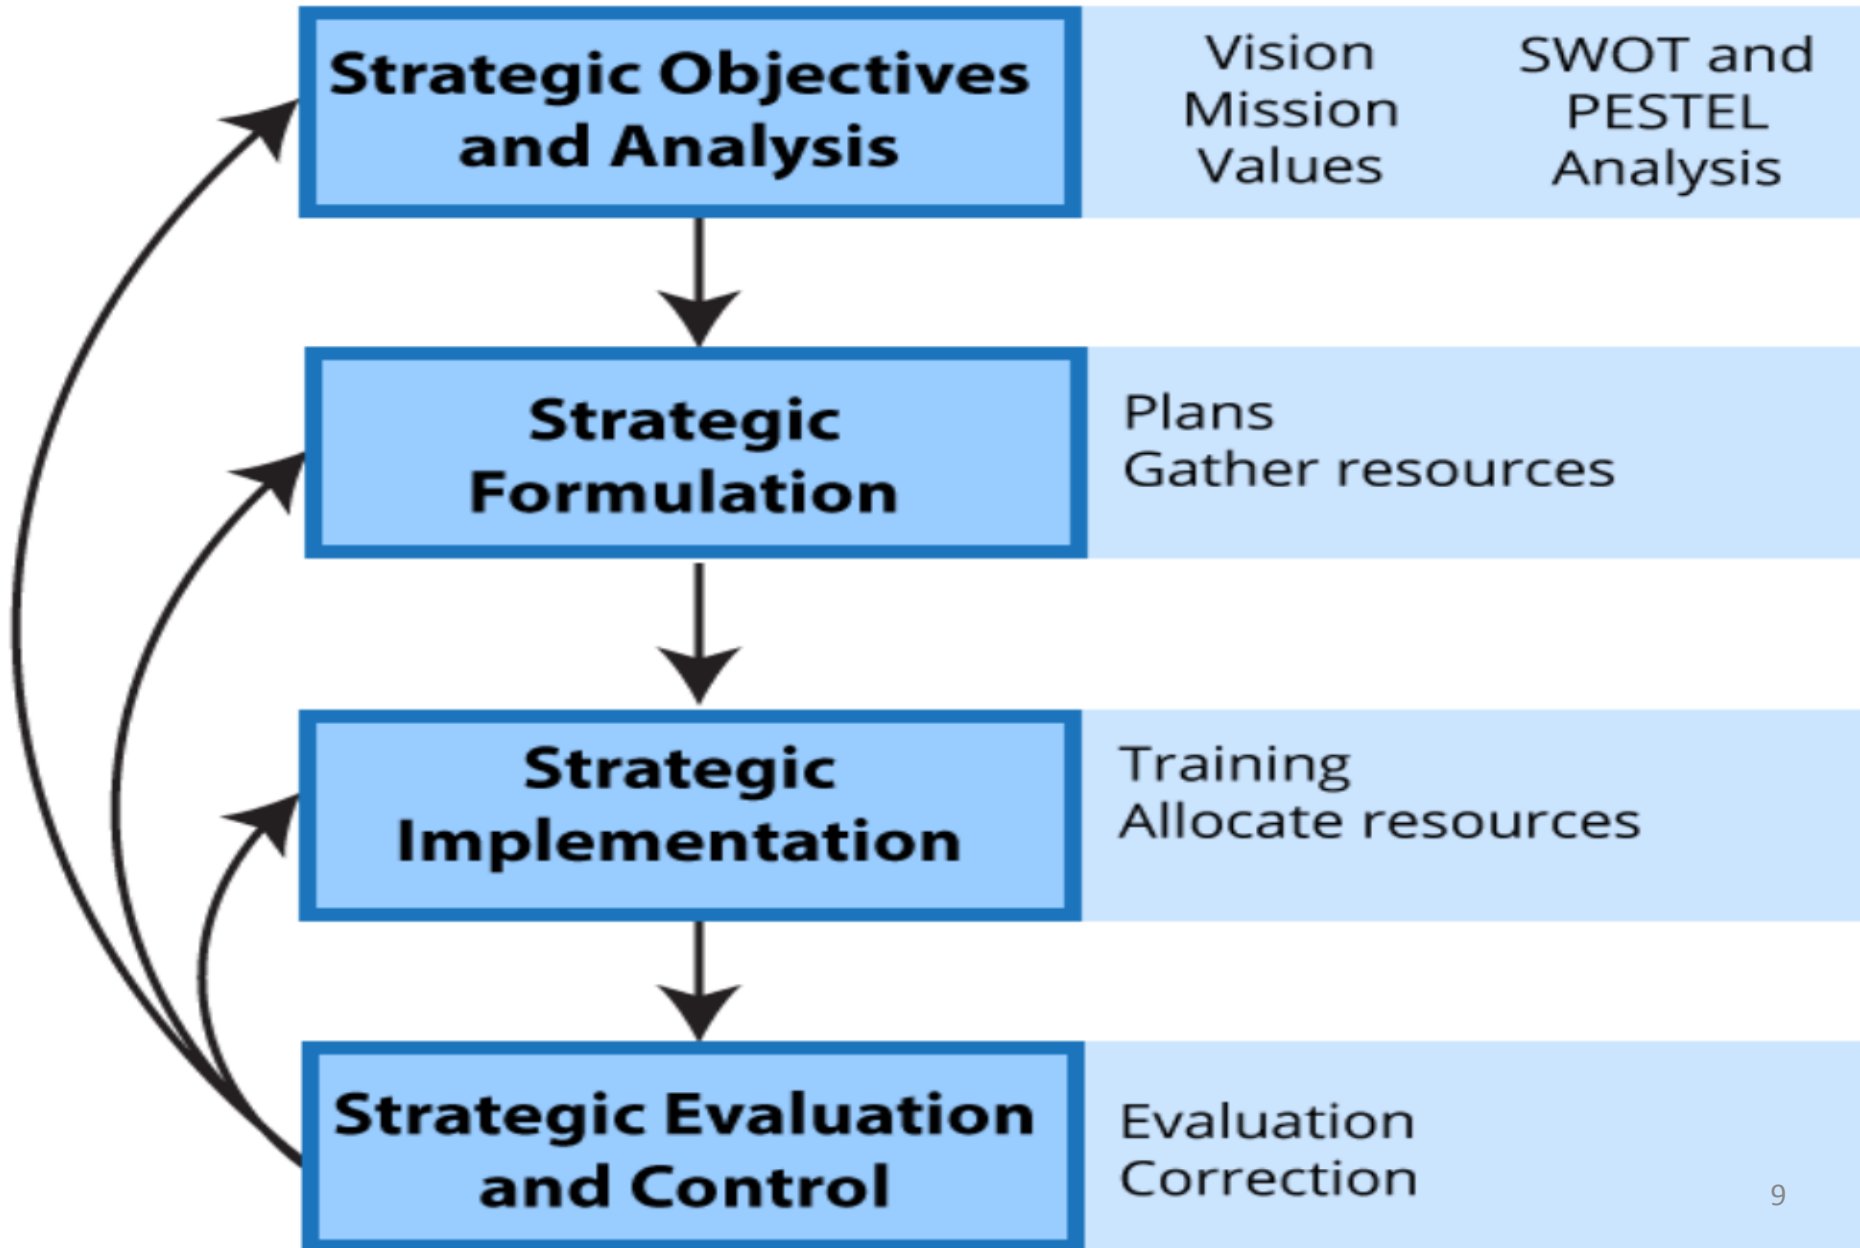 Strategic Objectives
and Analysis
Vision
Mission
Values
SWOT and
PESTEL
Analysis
Strategic
Formulation
Plans
Gather resources
Strategic
Implementation
Training
Allocate resources
Strategic Evaluation
and Control
Evaluation
Correction
9